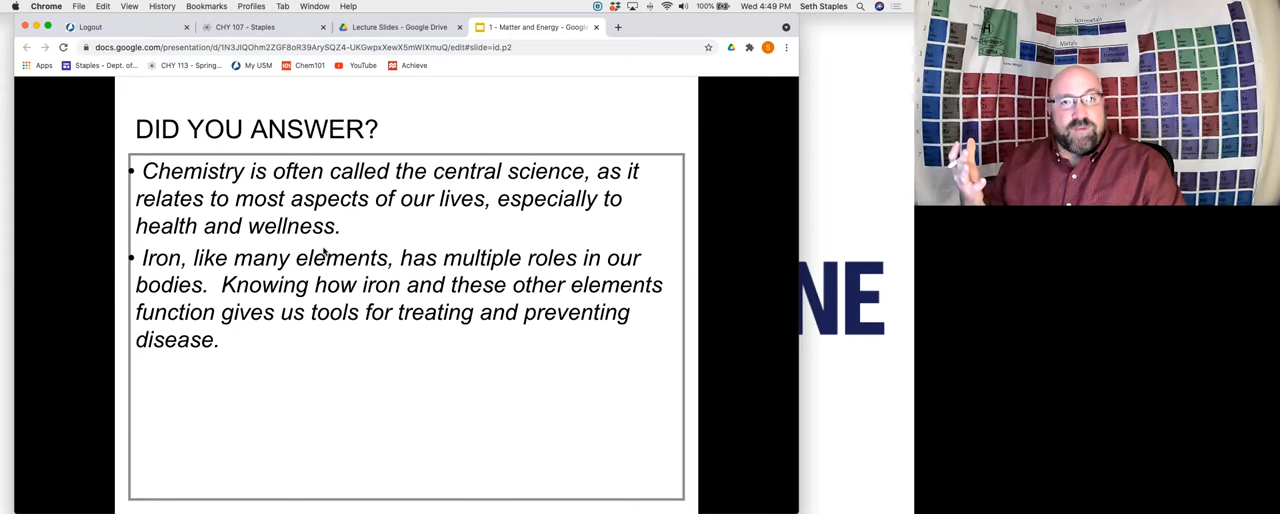 Chrome File Edit View History Bookmarks Profiles Tab Window Help 100% Wed 4:49 PM Seth Staples
Logout CHY 107 - Staples Lecture Slides - Google Drive 1 - Matter and Energy - Google
docs.google.com/presentation/d/1N3JIQOhm2ZGF8oR39ArySQZ4-UKGwpxXewX5mWIXmuQ/edit#slide=id.p2
Apps Staples - Dept. of... CHY 113 - Spring... My USM Chem101 YouTube Achieve
DID YOU ANSWER?
• Chemistry is often called the central science, as it
relates to most aspects of our lives, especially to
health and wellness.
• Iron, like many elements, has multiple roles in our
bodies.  Knowing how iron and these other elements
function gives us tools for treating and preventing
disease.
NE
Nonmetals
Metals
H